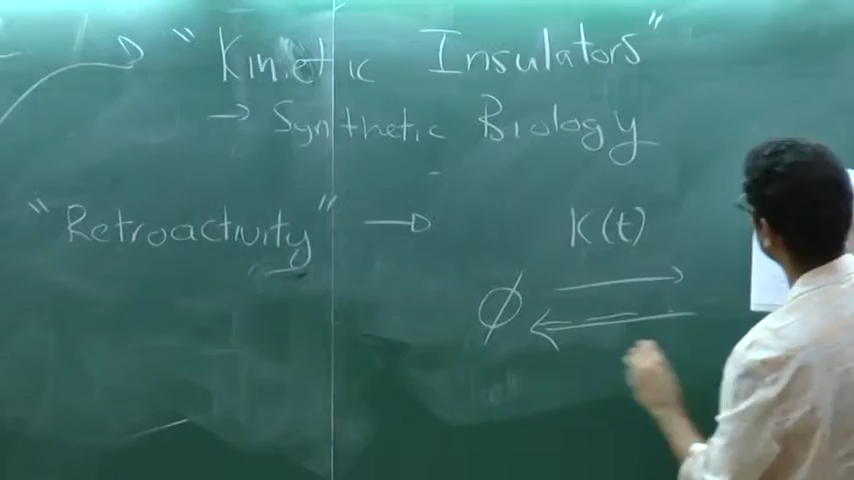 "Kinetic Insulators"
→ Synthetic Biology
"Retroactivity" → K(t)
∅ ⇄